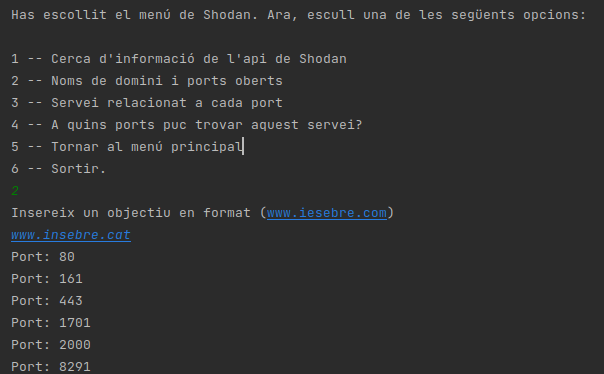 Has escollit el menú de Shodan. Ara, escull una de les següents opcions:
1 -- Cerca d'informació de l'api de Shodan
2 -- Noms de domini i ports oberts
3 -- Servei relacionat a cada port
4 -- A quins ports puc trovar aquest servei?
5 -- Tornar al menú principal
6 -- Sortir.
2
Insereix un objectiu en format (www.iesebre.com)
www.insebre.cat
Port: 80
Port: 161
Port: 443
Port: 1701
Port: 2000
Port: 8291